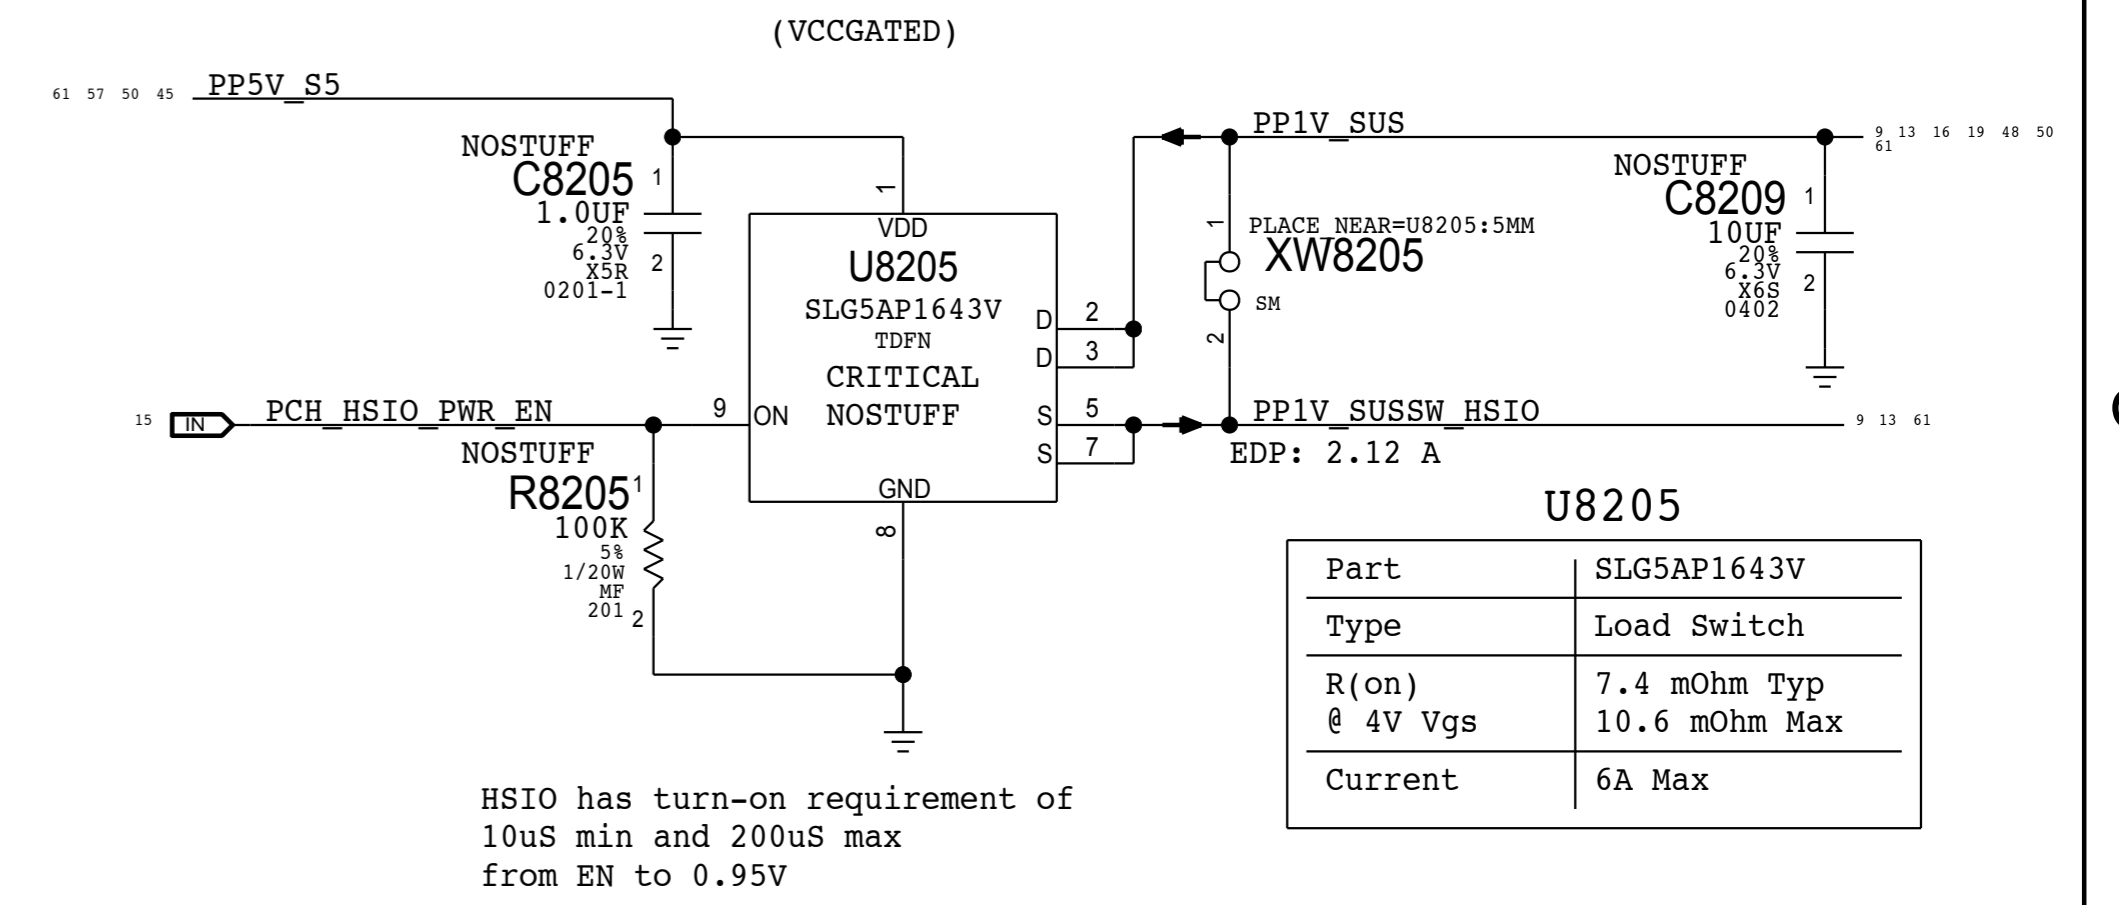 (VCCGATED)
61 57 50 45 PP5V_S5
NOSTUFF
C8205
1.0UF
20%
6.3V
X5R
0201-1
1
2
1
VDD
U8205
SLG5AP1643V
TDFN
CRITICAL
NOSTUFF
D 2
D 3
S 5
S 7
9 ON
GND
8
PP1V_SUS
9 13 16 19 48 50
61
1
PLACE_NEAR=U8205:5MM
XW8205
SM
2
NOSTUFF
C8209
10UF
20%
6.3V
X6S
0402
1
2
15 IN PCH_HSIO_PWR_EN
NOSTUFF
R8205
100K
5%
1/20W
MF
201
1
2
PP1V_SUSSW_HSIO
9 13 61
EDP: 2.12 A
U8205
Part SLG5AP1643V
Type Load Switch
R(on) 7.4 mOhm Typ
@ 4V Vgs 10.6 mOhm Max
Current 6A Max
HSIO has turn-on requirement of
10uS min and 200uS max
from EN to 0.95V